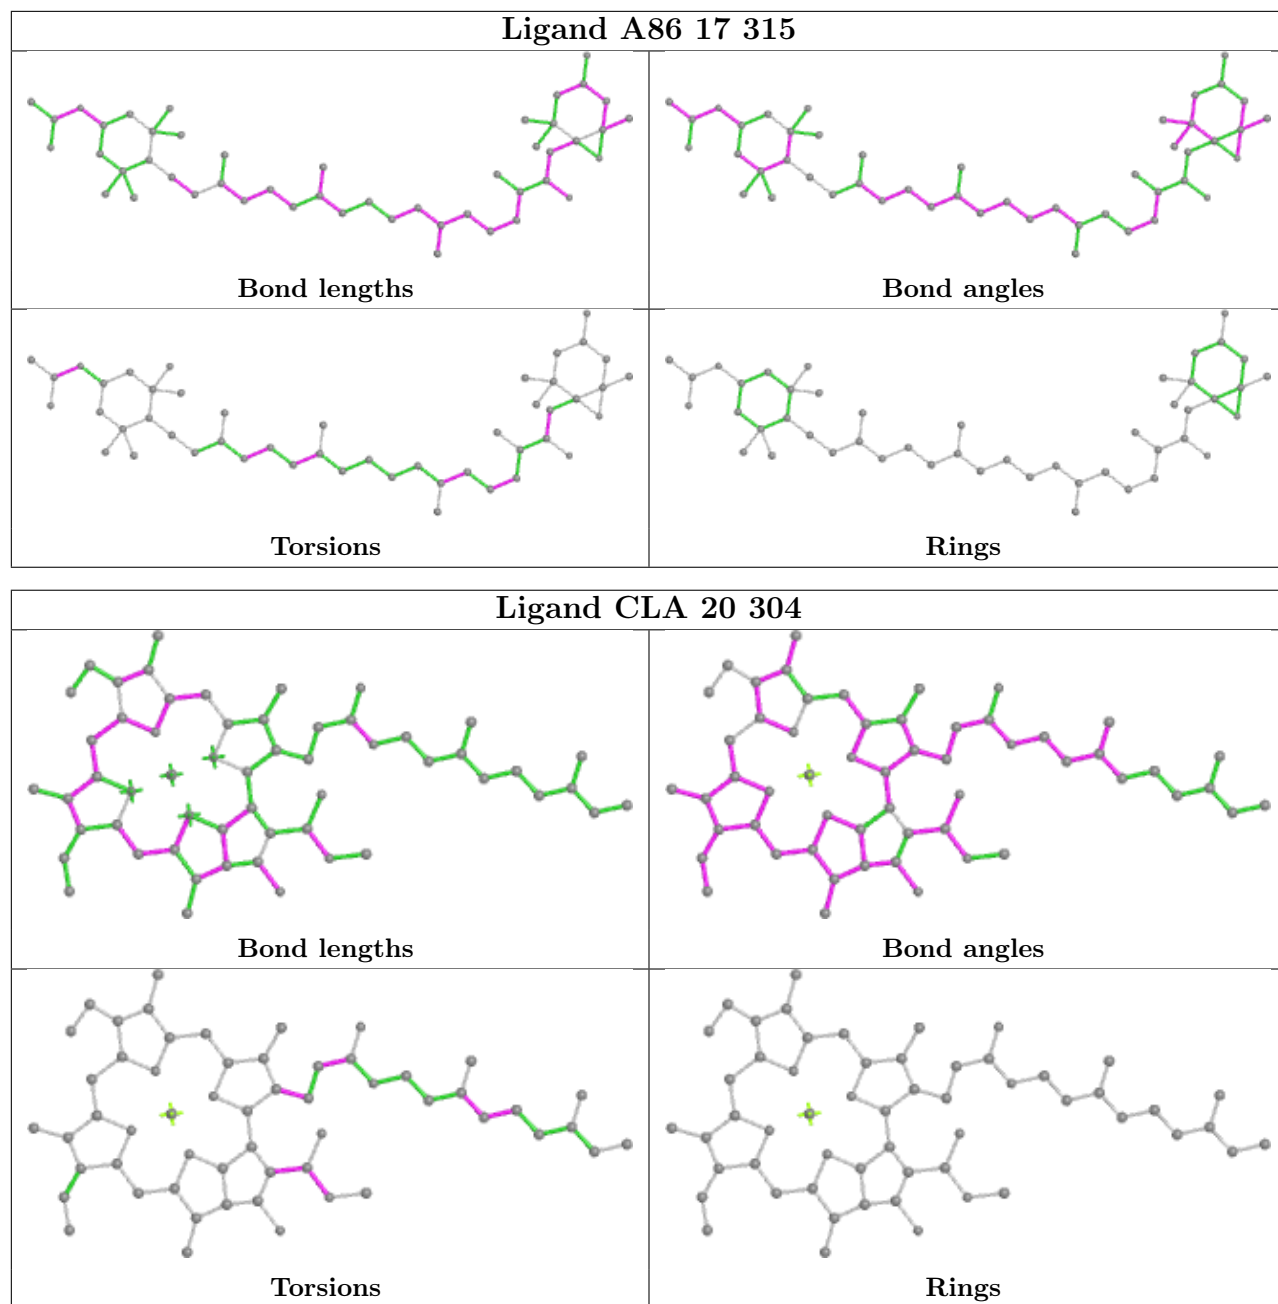 Ligand A86 17 315
Bond lengths
Bond angles
Torsions
Rings
Ligand CLA 20 304
Bond lengths
Bond angles
Torsions
Rings